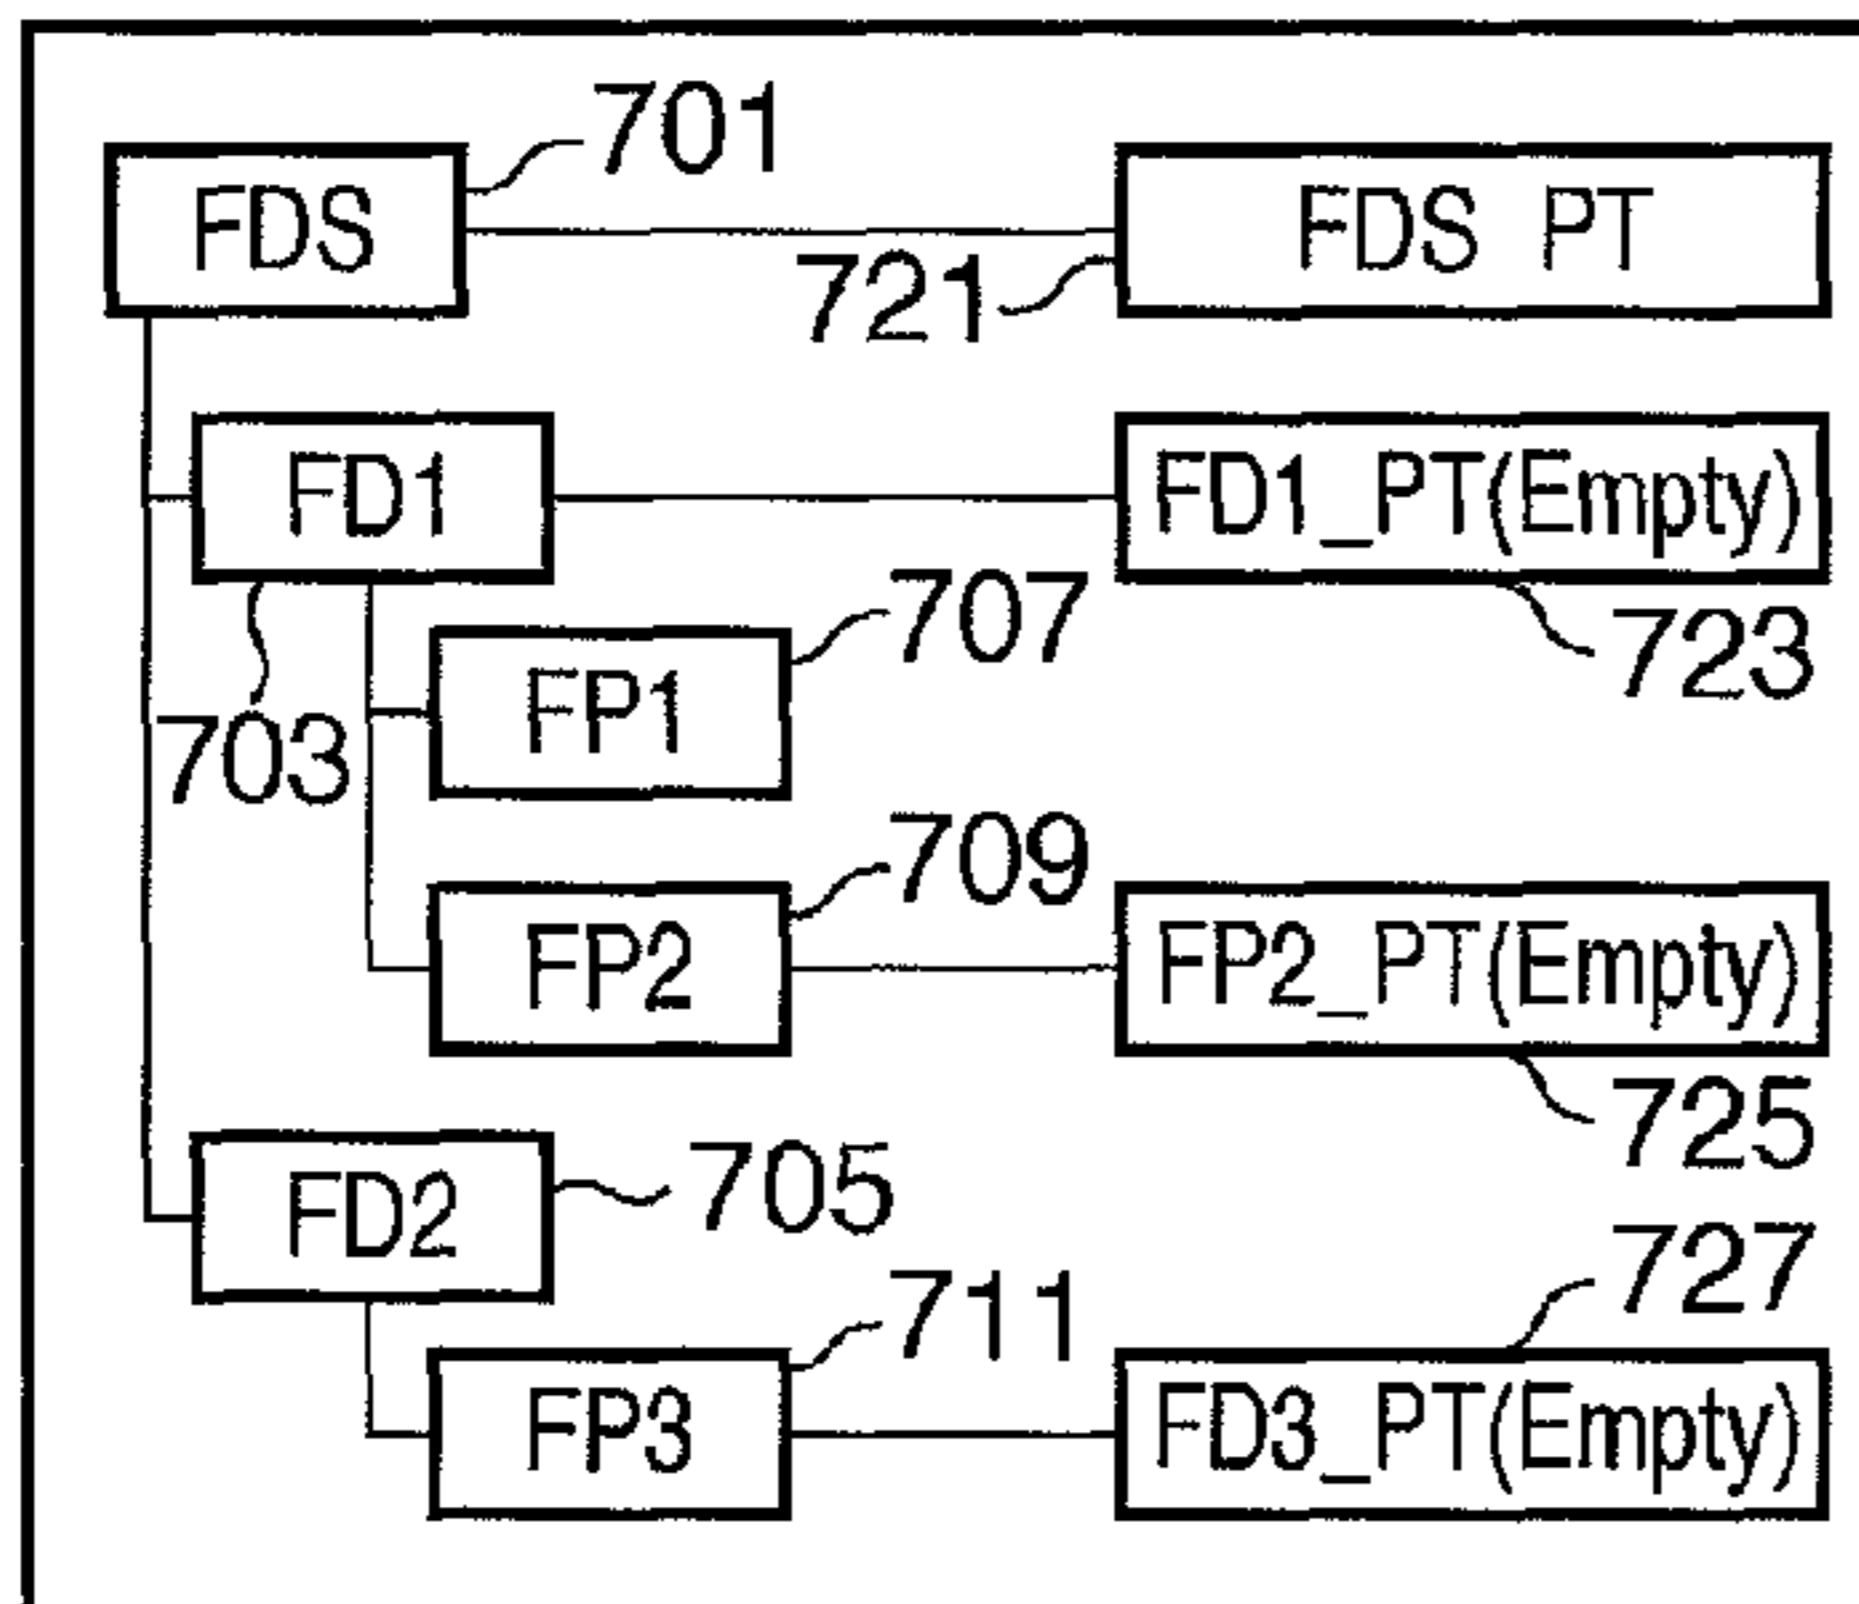 701
FDS
FDS PT
721
FD1
FD1_PT(Empty)
707
723
FP1
703
709
FP2
FP2_PT(Empty)
725
FD2
705
727
711
FP3
FD3_PT(Empty)